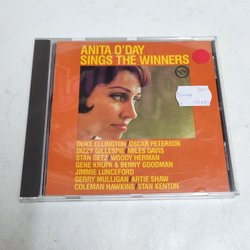 ANITA O'DAY
SINGS THE WINNERS
DUKE ELLINGTON/OSCAR PETERSON
DIZZY GILLESPIE/MILES DAVIS
STAN GETZ/WOODY HERMAN
GENE KRUPA & BENNY GOODMAN
JIMMIE LUNCEFORD
GERRY MULLIGAN/ARTIE SHAW
COLEMAN HAWKINS/STAN KENTON